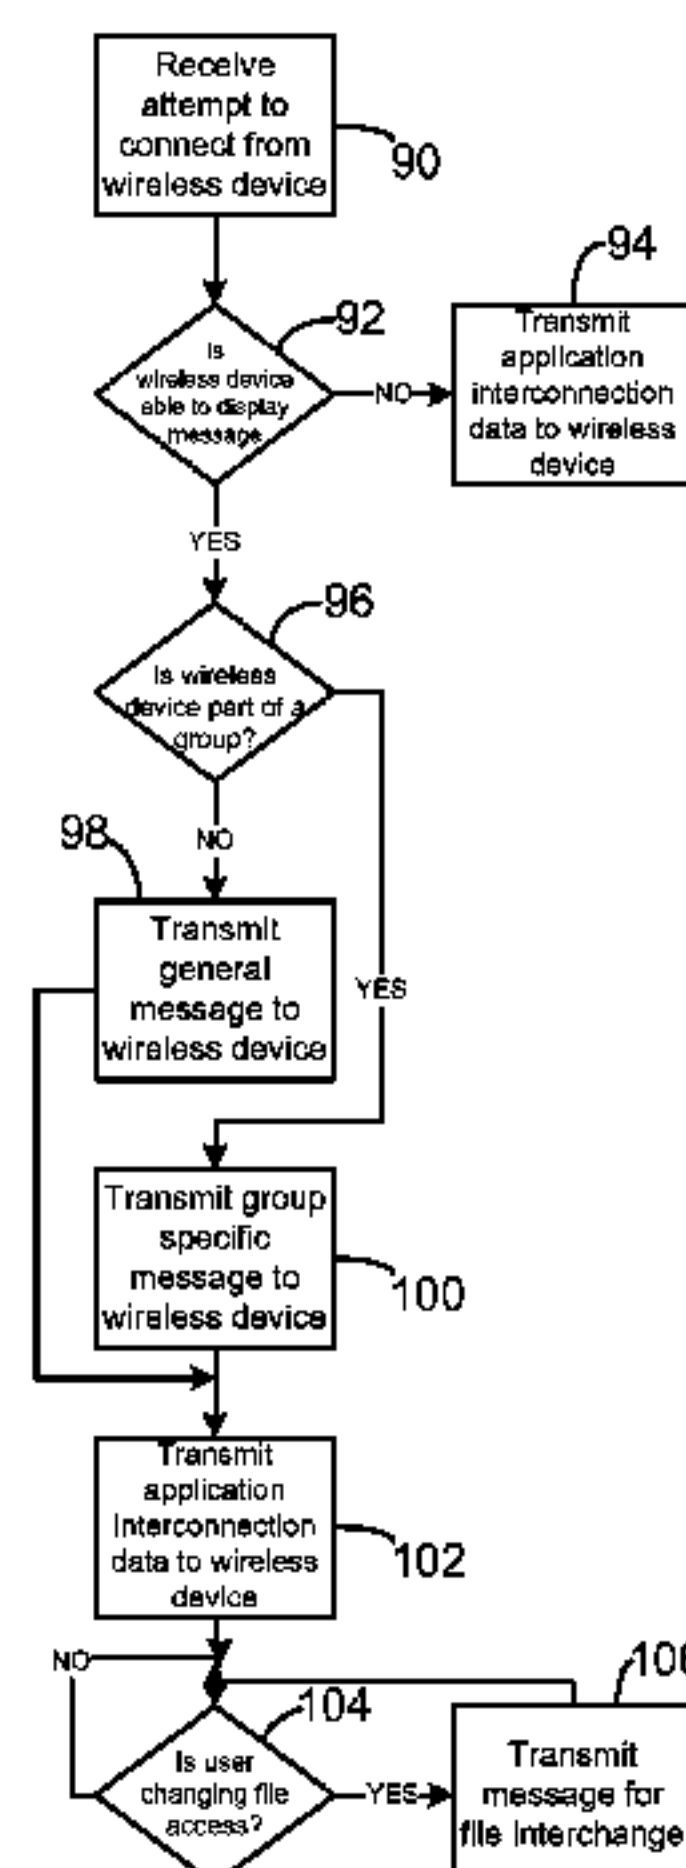 Receive
attempt to
connect from
wireless device
90
92
94
Is
wireless device
able to display
message
NO
Transmit
application
interconnection
data to wireless
device
YES
96
Is wireless
device part of a
group?
NO
98
Transmit
general
message to
wireless device
YES
Transmit group
specific
message to
wireless device
100
Transmit
application
Interconnection
data to wireless
device
102
NO
104
Is user
changing file
access?
YES
Transmit
message for
file Interchange